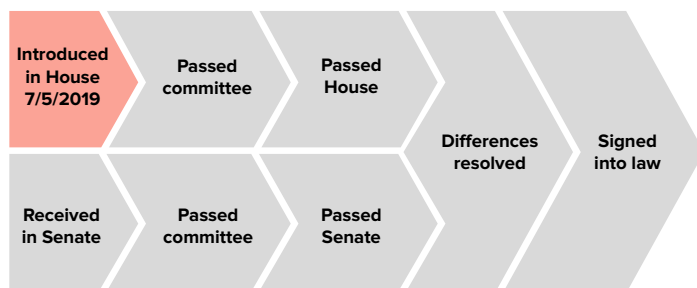 Introduced
in House
7/5/2019
Passed
committee
Passed
House
Differences
resolved
Signed
into law
Received
in Senate
Passed
committee
Passed
Senate